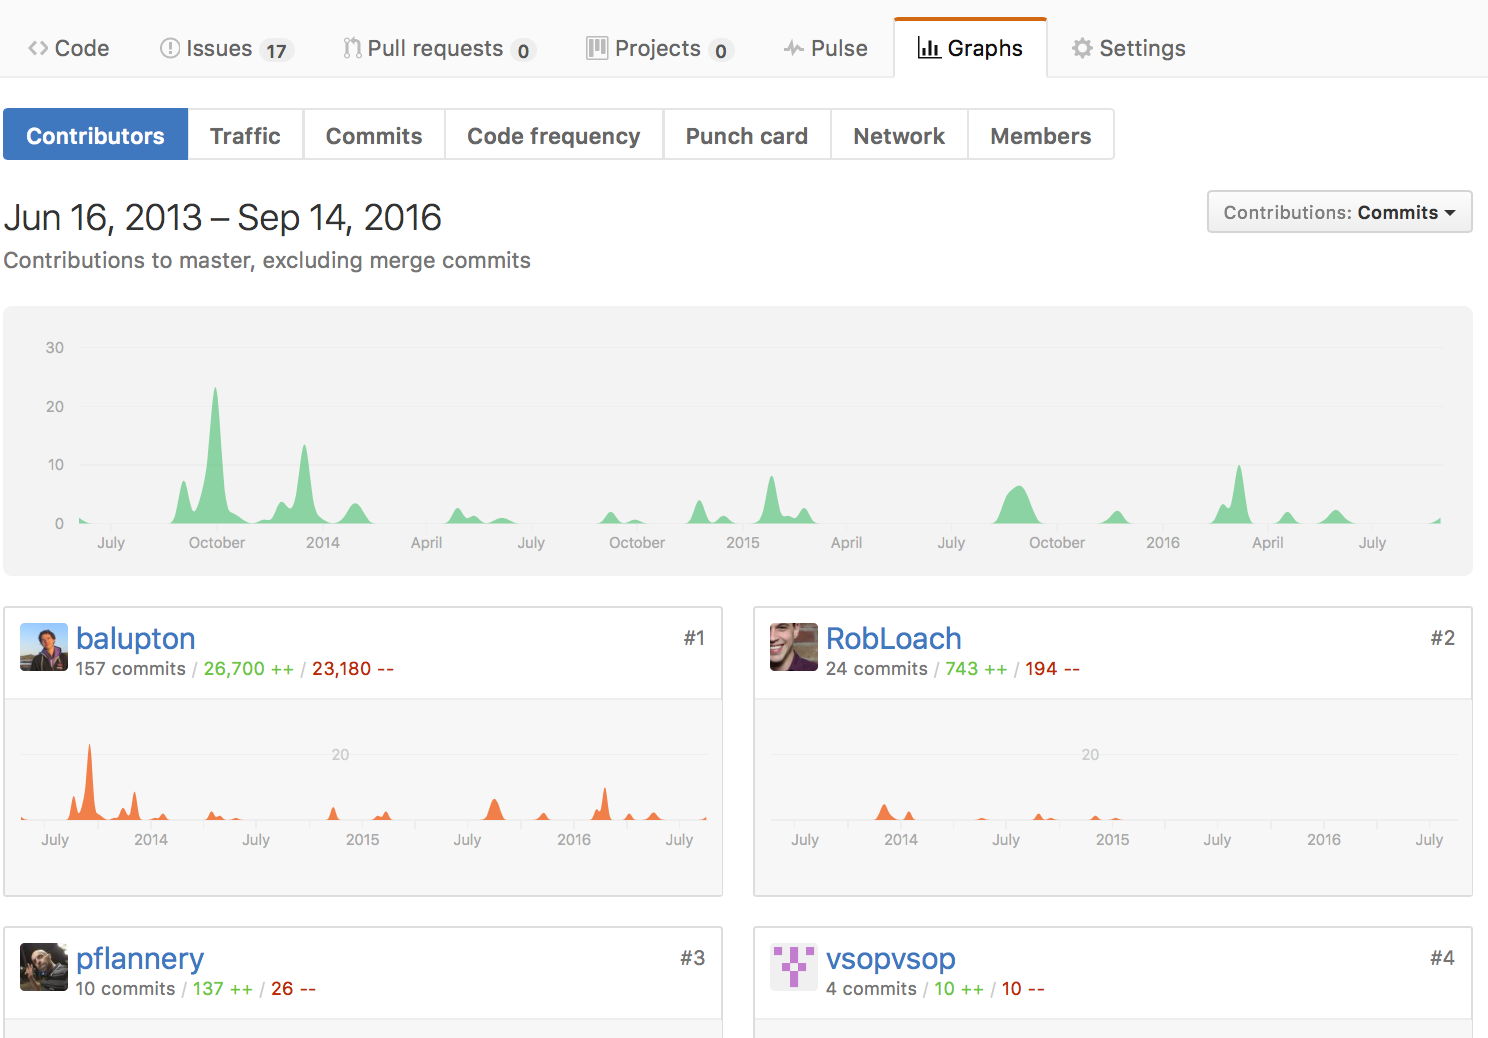 Code Issues 17 Pull requests 0 Projects 0 Pulse Graphs Settings
Contributors Traffic Commits Code frequency Punch card Network Members
Jun 16, 2013 – Sep 14, 2016
Contributions: Commits
Contributions to master, excluding merge commits
30
20
10
0
July October 2014 April July October 2015 April July October 2016 April July
balupton #1
157 commits / 26,700 ++ / 23,180 --
20
July 2014 July 2015 July 2016 July
RobLoach #2
24 commits / 743 ++ / 194 --
20
July 2014 July 2015 July 2016 July
pflannery #3
10 commits / 137 ++ / 26 --
vsopvsop #4
4 commits / 10 ++ / 10 --